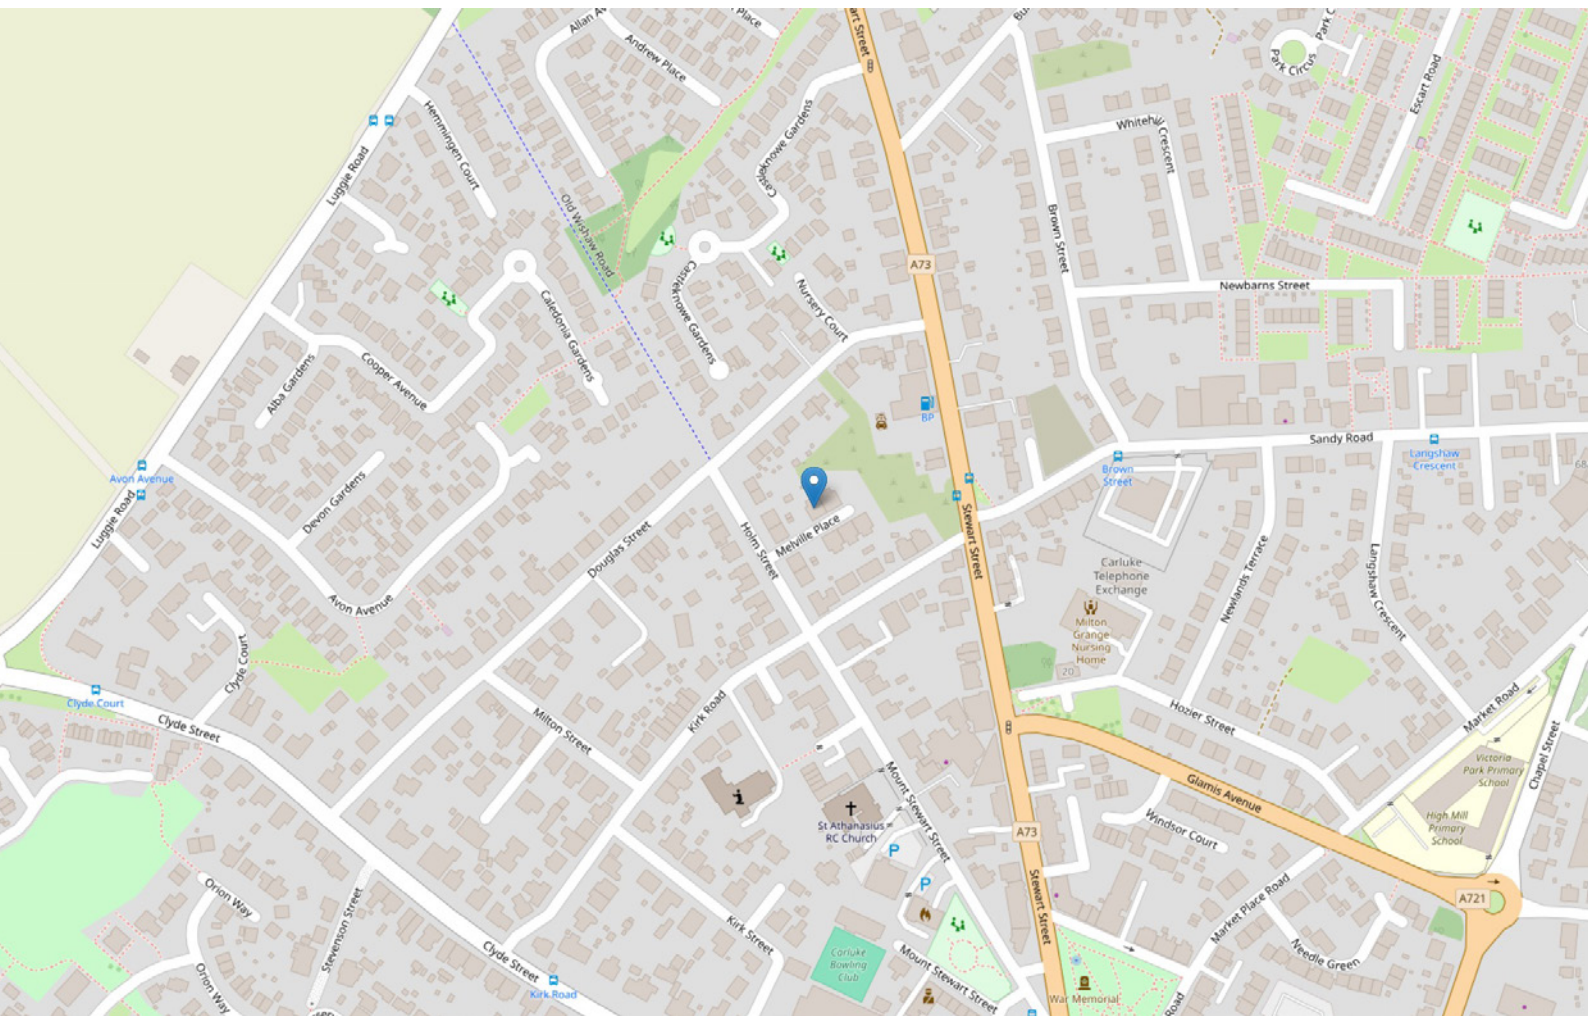 Allan Av
Place
art Street
Bu
Park C
Park Circus
Andrew Place
Escart Road
Hemmingen Court
Castleknowe Gardens
Whitehill Crescent
Luggie Road
Old Wishaw Road
Brown Street
A73
Castleknowe Gardens
Nursery Court
Newbarns Street
Caledonia Gardens
Alba Gardens
Cooper Avenue
BP
Sandy Road
Langshaw
Crescent
Brown
Street
68
Avon Avenue
Devon Gardens
Luggie Road
Holm Street
Melville Place
Stewart Street
Douglas Street
Carluke
Telephone
Exchange
Newlands Terrace
Langshaw Crescent
Avon Avenue
Milton
Grange
Nursing
Home
20
Clyde Court
Clyde Court
Clyde Street
Milton Street
Kirk Road
Hozier Street
Market Road
Chapel Street
Victoria
Park Primary
School
Glamis Avenue
High Mill
Primary
School
St Athanasius
RC Church
Mount Stewart Street
P
P
A73
Windsor Court
Stewart Street
A721
Market Place Road
Needle Green
Orion Way
Stevenson Street
Orion Way
Clyde Street
Kirk Road
Kirk Street
Carluke
Bowling
Club
Mount Stewart Street
War Memorial
Road